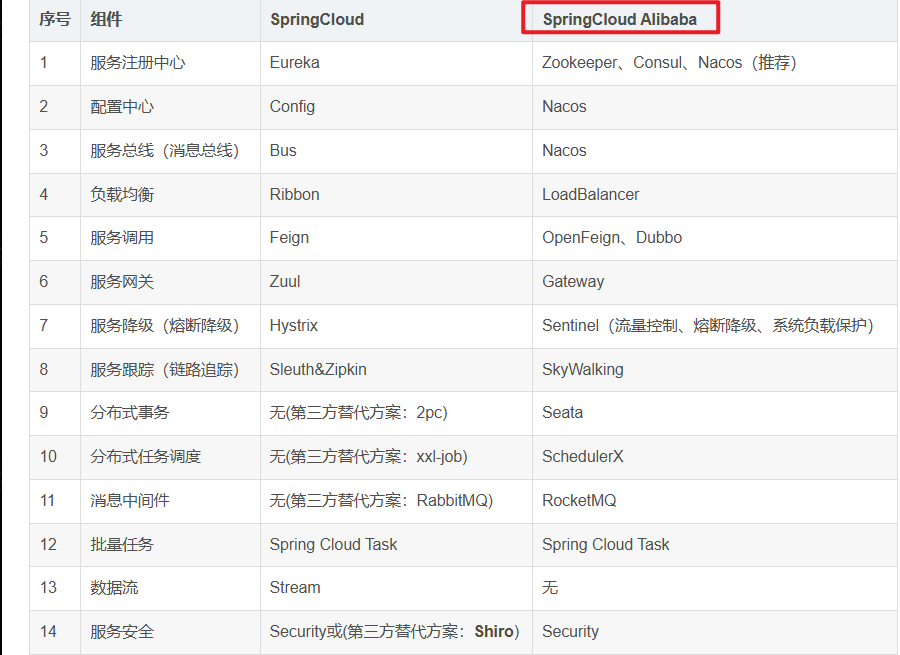 序号 组件 SpringCloud SpringCloud Alibaba
1 服务注册中心 Eureka Zookeeper、Consul、Nacos（推荐）
2 配置中心 Config Nacos
3 服务总线（消息总线） Bus Nacos
4 负载均衡 Ribbon LoadBalancer
5 服务调用 Feign OpenFeign、Dubbo
6 服务网关 Zuul Gateway
7 服务降级（熔断降级） Hystrix Sentinel（流量控制、熔断降级、系统负载保护）
8 服务跟踪（链路追踪） Sleuth&Zipkin SkyWalking
9 分布式事务 无(第三方替代方案：2pc) Seata
10 分布式任务调度 无(第三方替代方案：xxl-job) SchedulerX
11 消息中间件 无(第三方替代方案：RabbitMQ) RocketMQ
12 批量任务 Spring Cloud Task Spring Cloud Task
13 数据流 Stream 无
14 服务安全 Security或(第三方替代方案：Shiro) Security